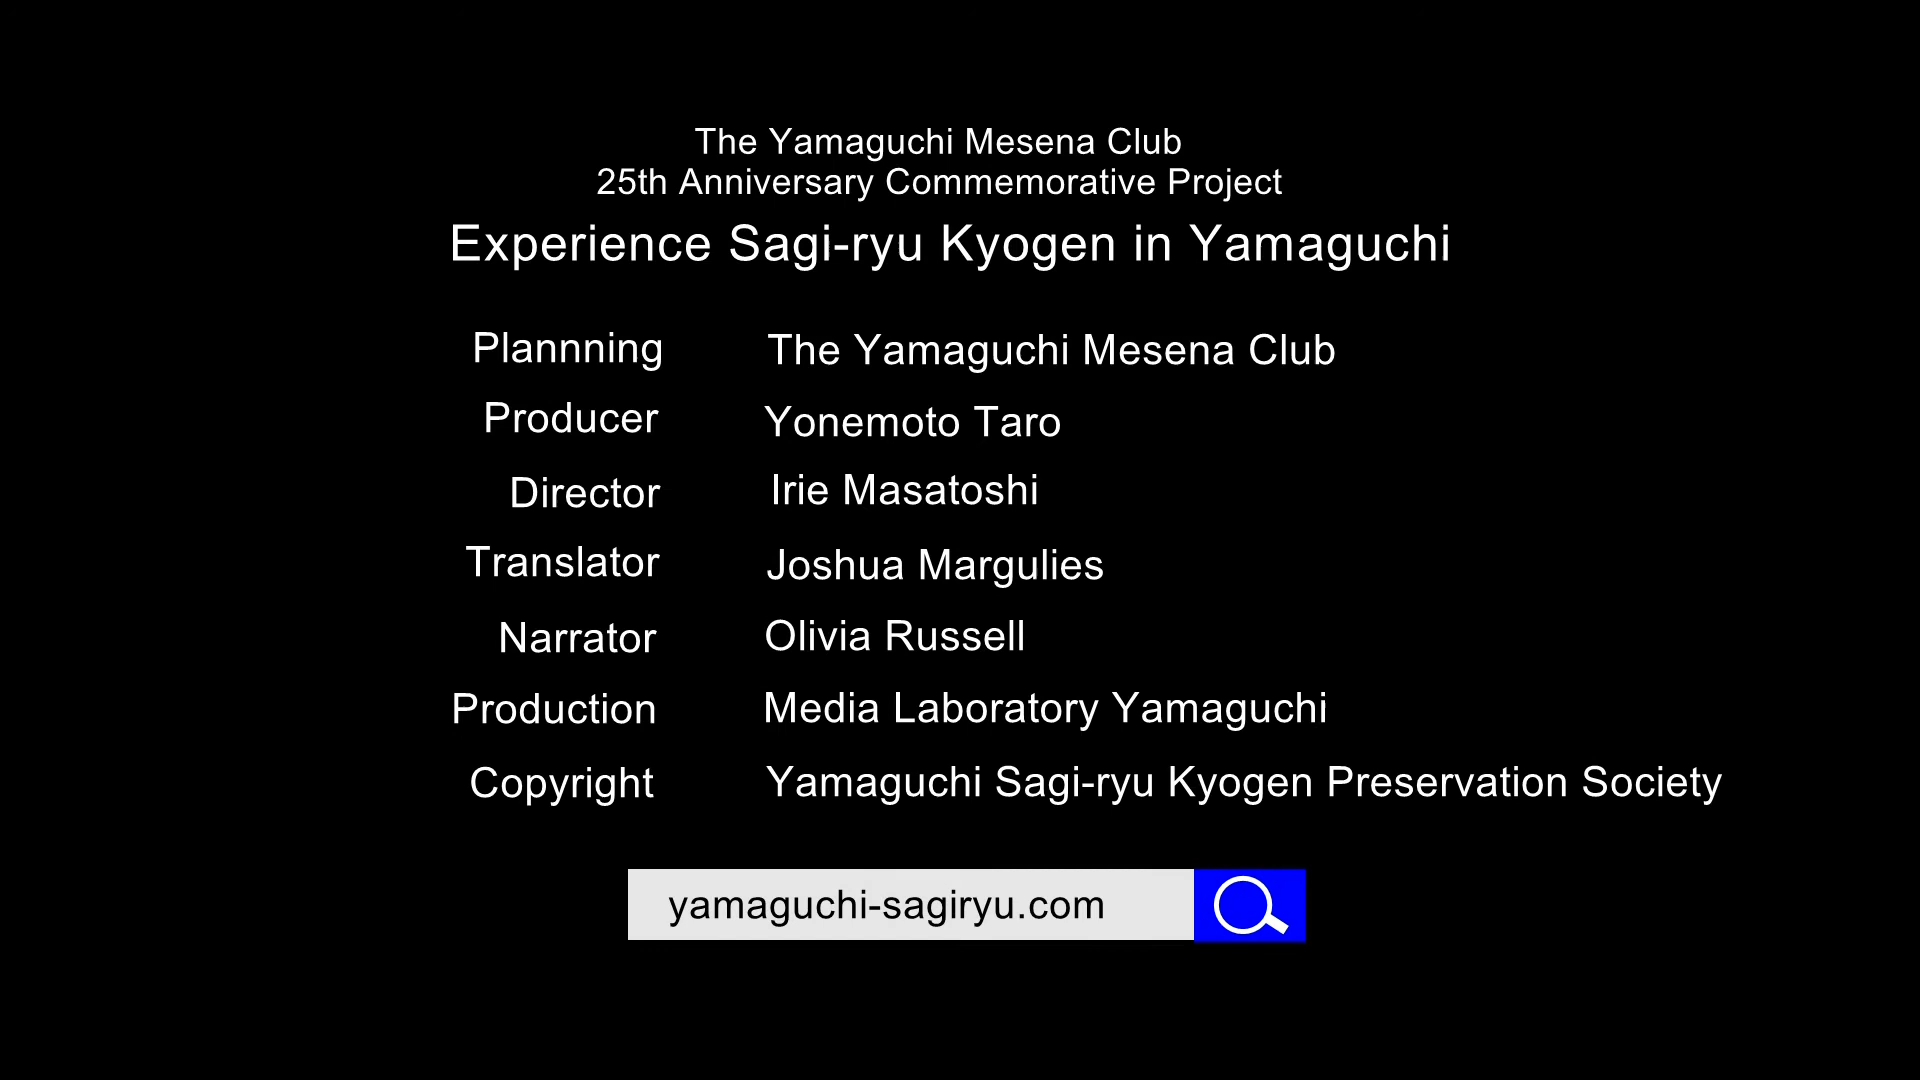 The Yamaguchi Mesena Club
25th Anniversary Commemorative Project
Experience Sagi-ryu Kyogen in Yamaguchi
Plannning The Yamaguchi Mesena Club
Producer Yonemoto Taro
Director Irie Masatoshi
Translator Joshua Margulies
Narrator Olivia Russell
Production Media Laboratory Yamaguchi
Copyright Yamaguchi Sagi-ryu Kyogen Preservation Society
yamaguchi-sagiryu.com